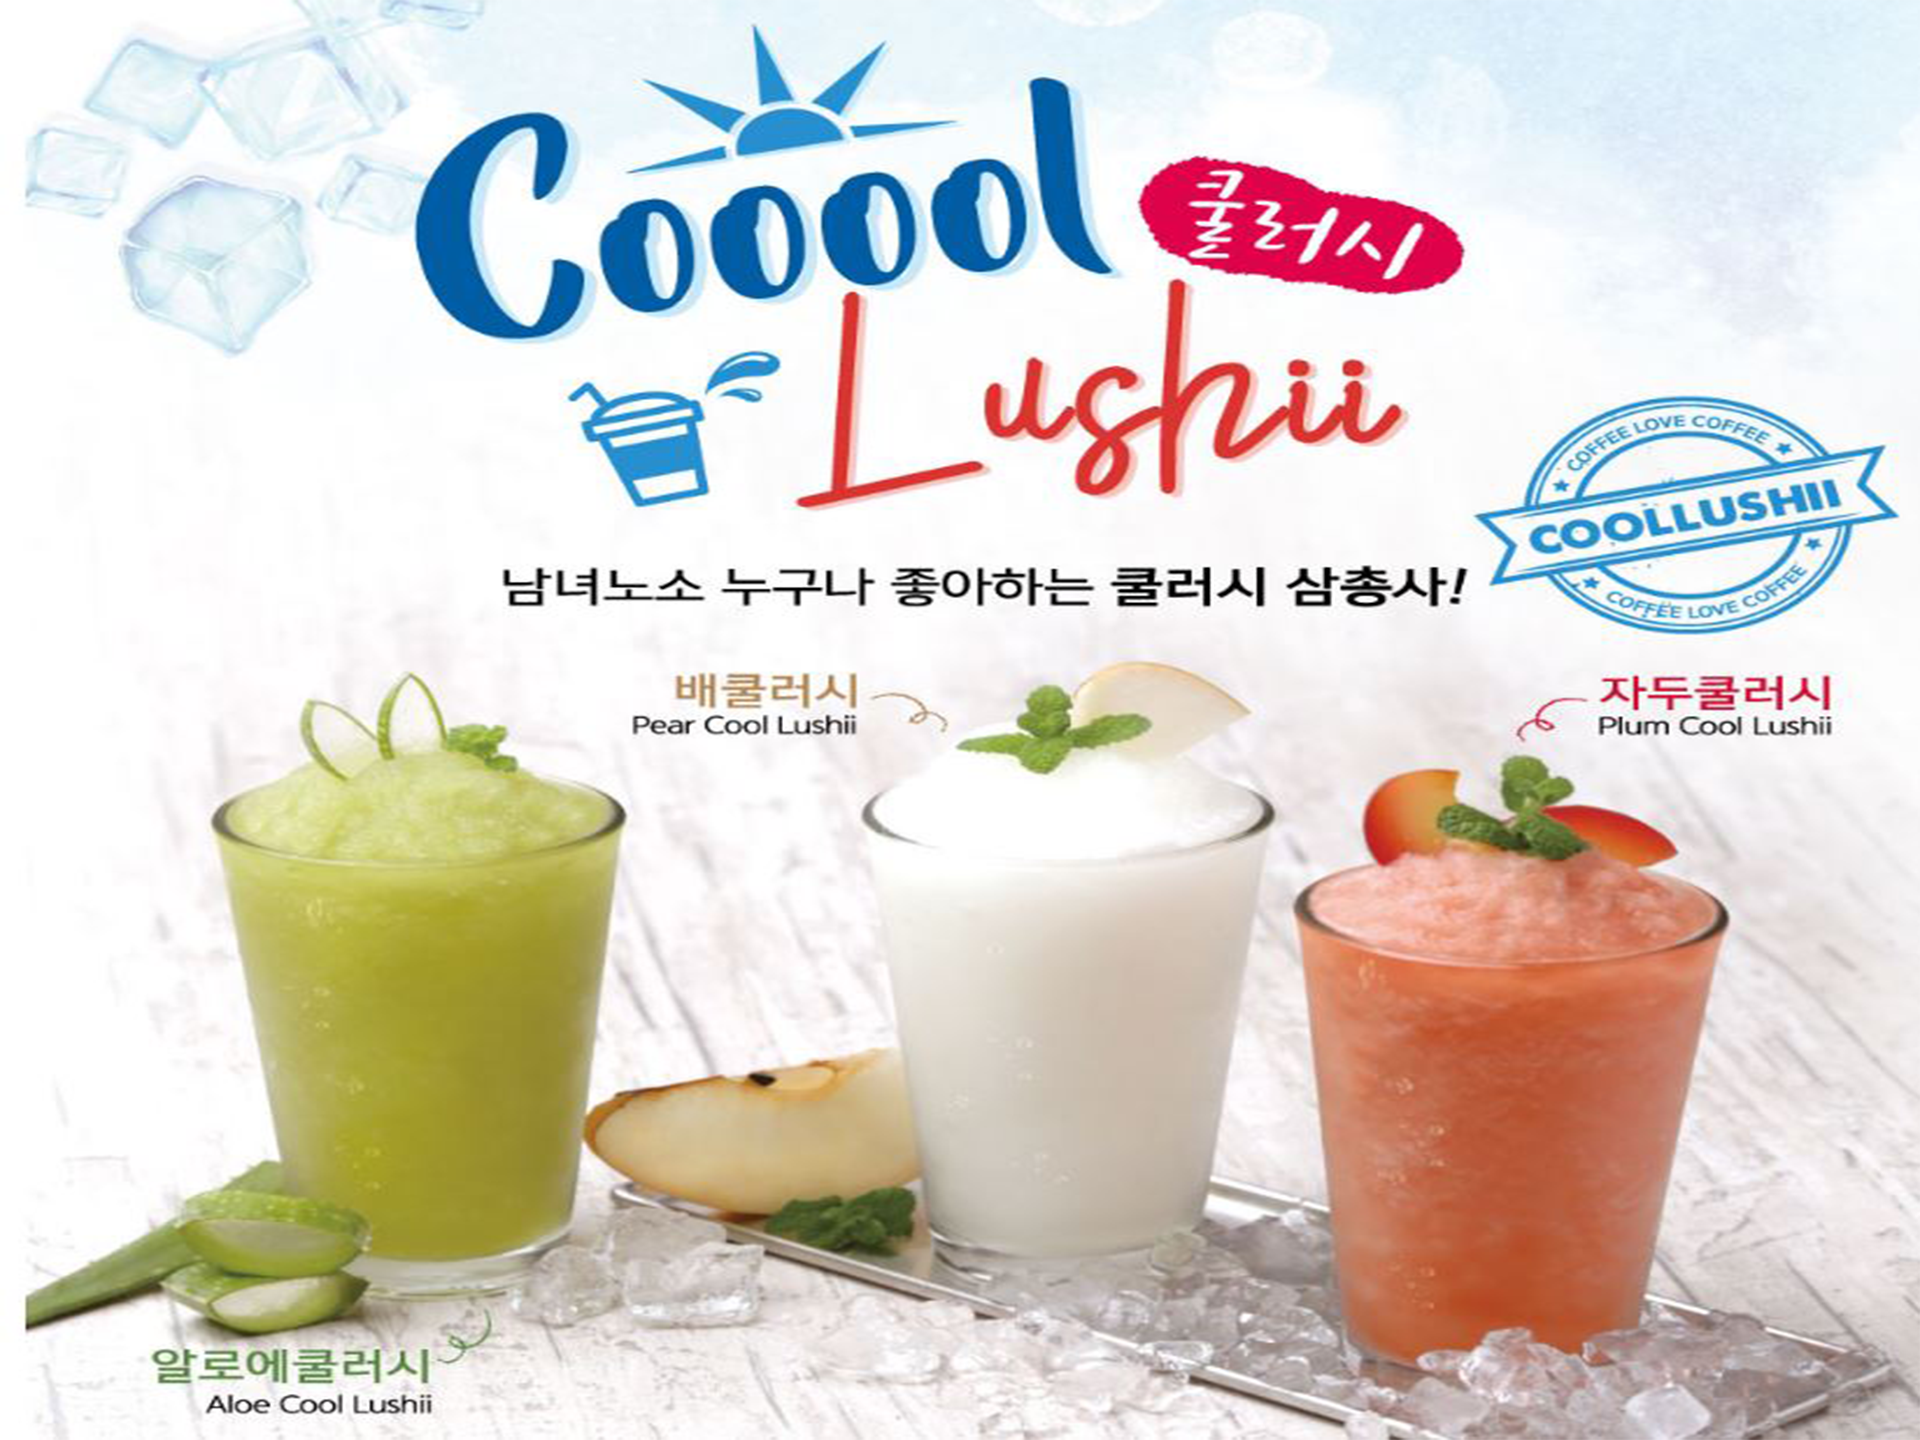 Cooool
쿨러시
Lushii
COFFEE LOVE COFFEE
COOLLUSHII
COFFEE LOVE COFFEE
남녀노소 누구나 좋아하는 쿨러시 삼총사!
배쿨러시
Pear Cool Lushii
자두쿨러시
Plum Cool Lushii
알로에쿨러시
Aloe Cool Lushii